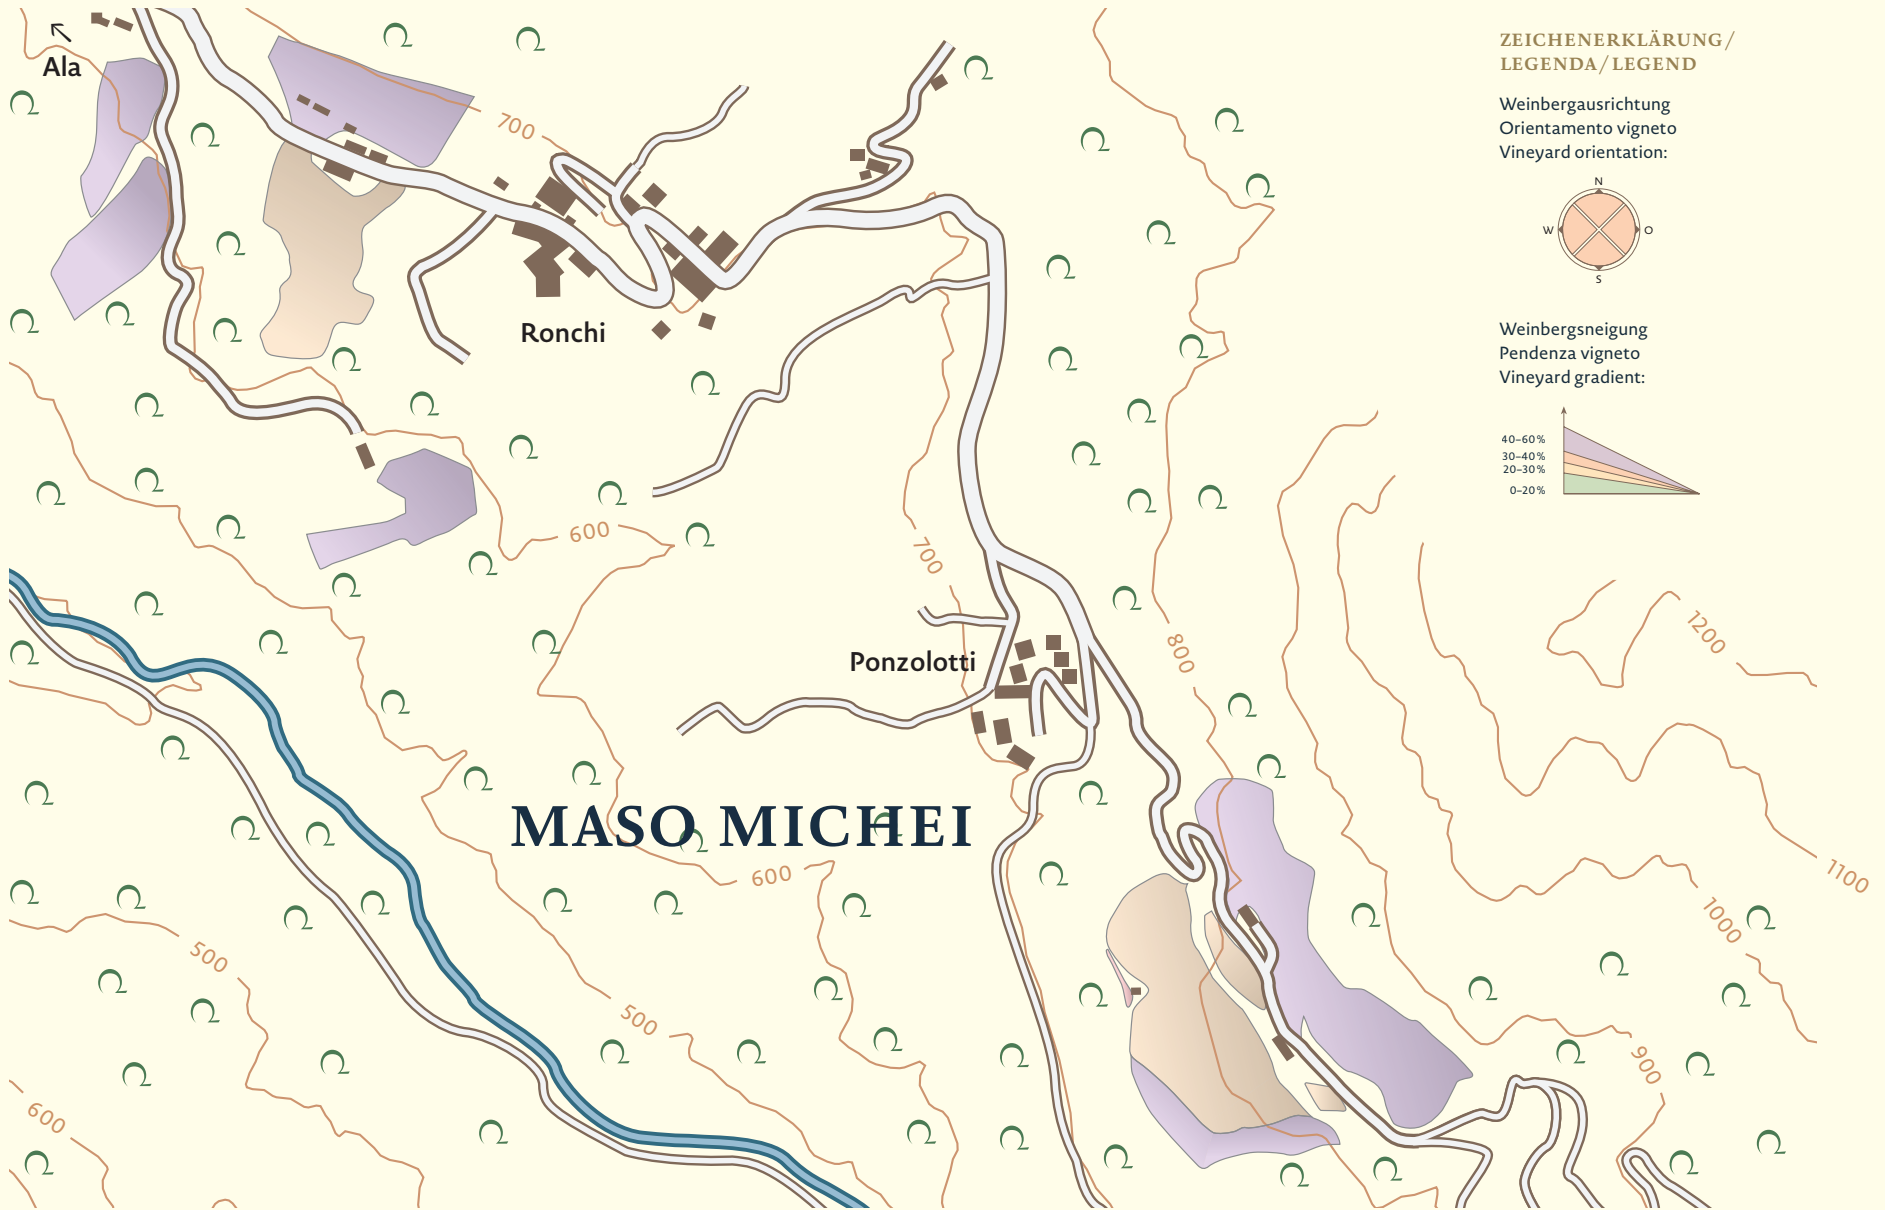 Ala
700
Ronchi
600
700
Ponzolotti
800
MASO MICHEI
600
500
500
600
1200
1100
1000
900
ZEICHENERKLÄRUNG/
LEGENDA/LEGEND
Weinbergausrichtung
Orientamento vigneto
Vineyard orientation:
N
W O
S
Weinbergsneigung
Pendenza vigneto
Vineyard gradient:
40–60%
30–40%
20–30%
0–20%